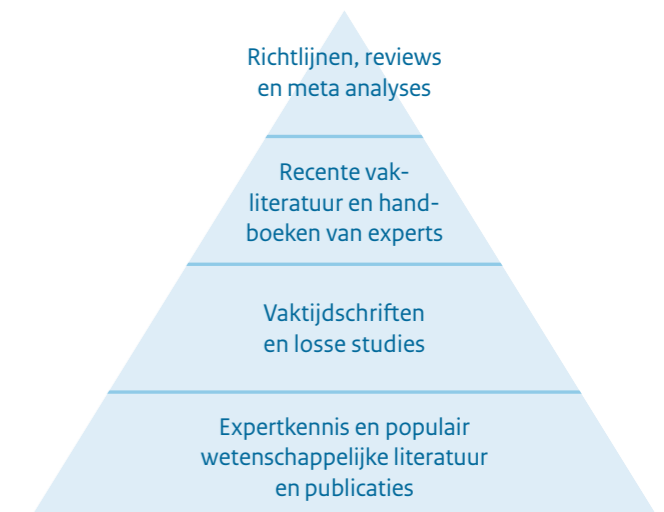 Richtlijnen, reviews
en meta analyses
Recente vak-
literatuur en hand-
boeken van experts
Vaktijdschriften
en losse studies
Expertkennis en populair
wetenschappelijke literatuur
en publicaties